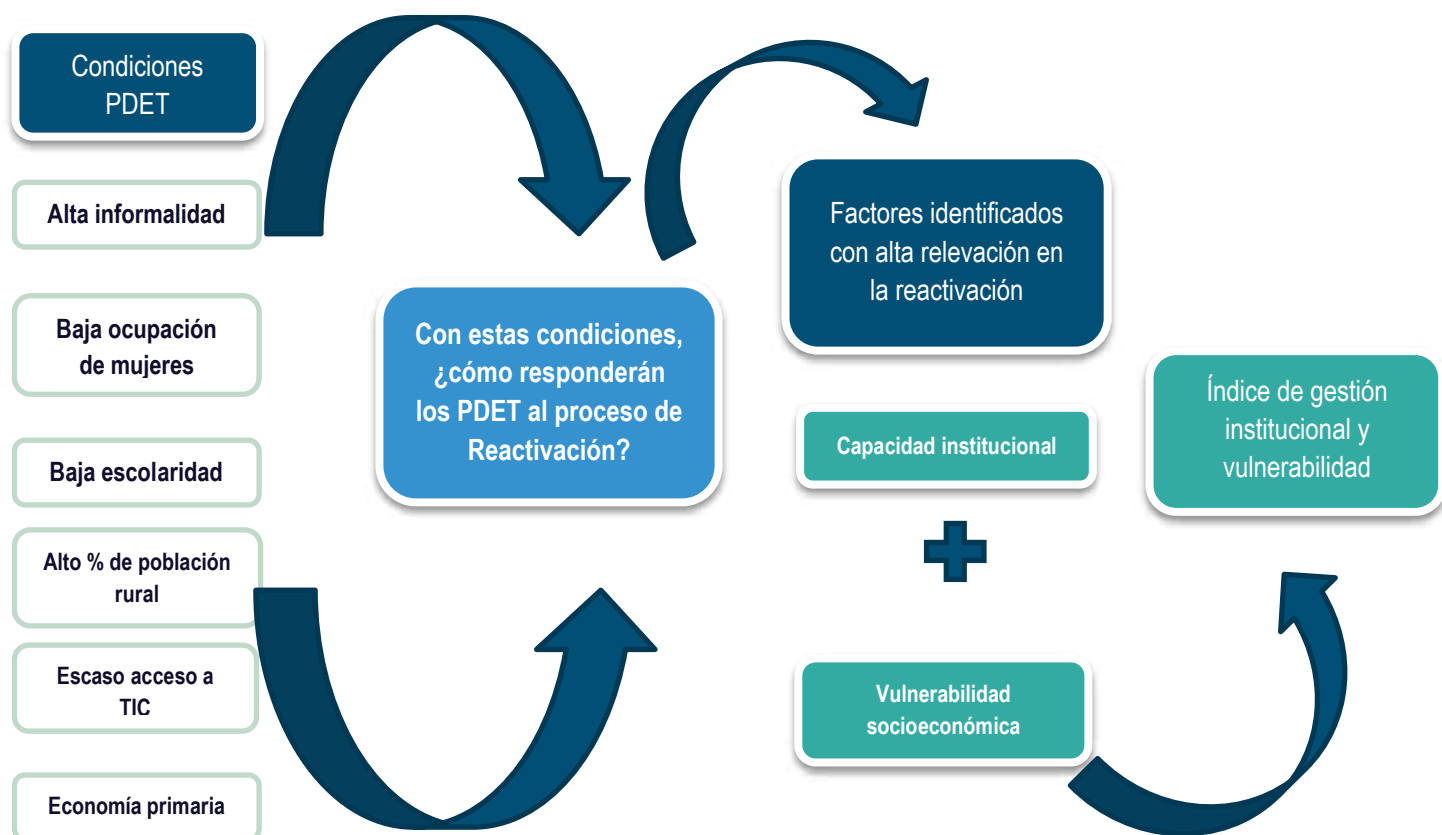 Condiciones
PDET
Alta informalidad
Baja ocupación
de mujeres
Baja escolaridad
Alto % de población
rural
Escaso acceso a
TIC
Economía primaria
Con estas condiciones,
¿cómo responderán
los PDET al proceso de
Reactivación?
Factores identificados
con alta relevación en
la reactivación
Capacidad institucional
Vulnerabilidad
socioeconómica
Índice de gestión
institucional y
vulnerabilidad